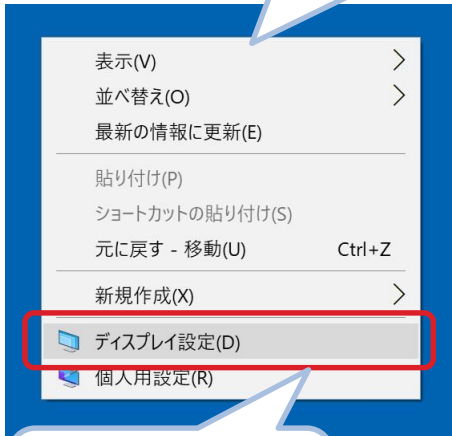 表示(V)
並べ替え(O)
最新の情報に更新(E)
貼り付け(P)
ショートカットの貼り付け(S)
元に戻す - 移動(U) Ctrl+Z
新規作成(X)
ディスプレイ設定(D)
個人用設定(R)